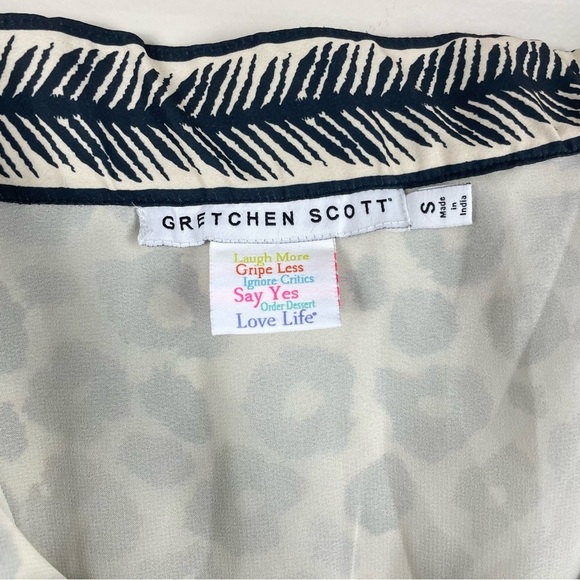 GRETCHEN SCOTT®
S
Made
in
India
Laugh More
Gripe Less
Ignore Critics
Say Yes
Order Dessert
Love Life®